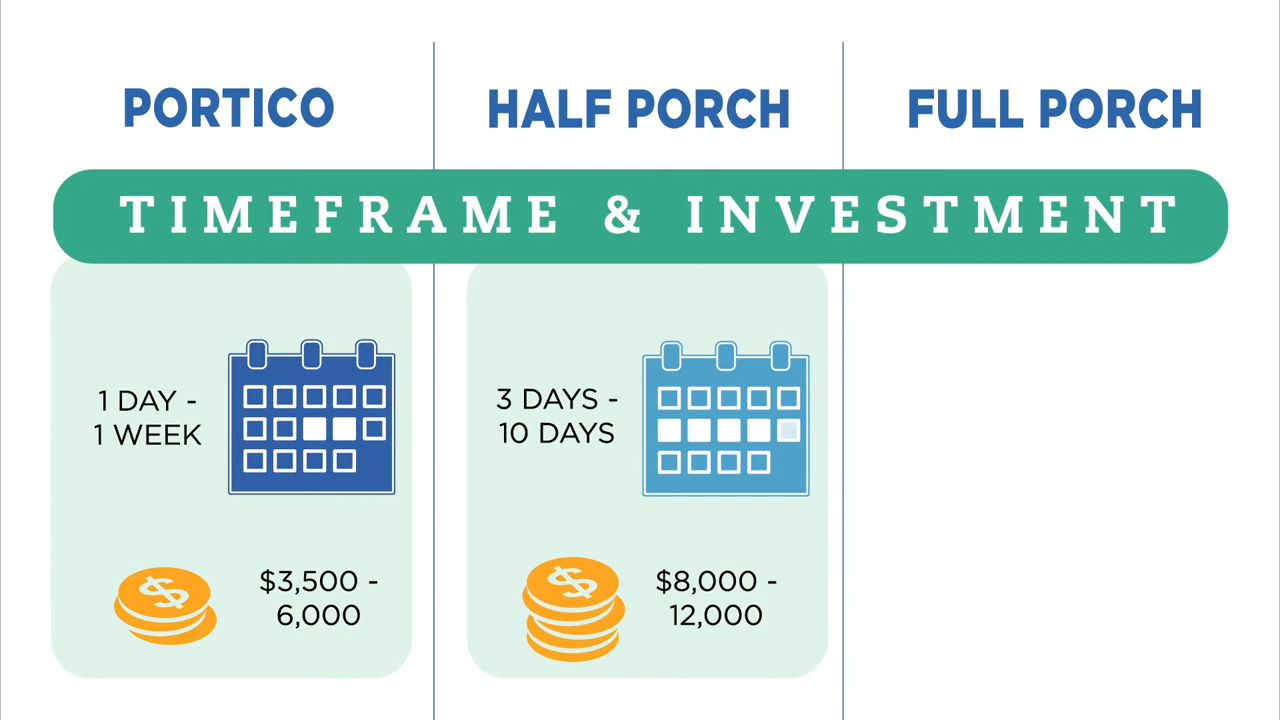 PORTICO
HALF PORCH
FULL PORCH
TIMEFRAME & INVESTMENT
1 DAY -
1 WEEK
$3,500 -
6,000
3 DAYS -
10 DAYS
$8,000 -
12,000